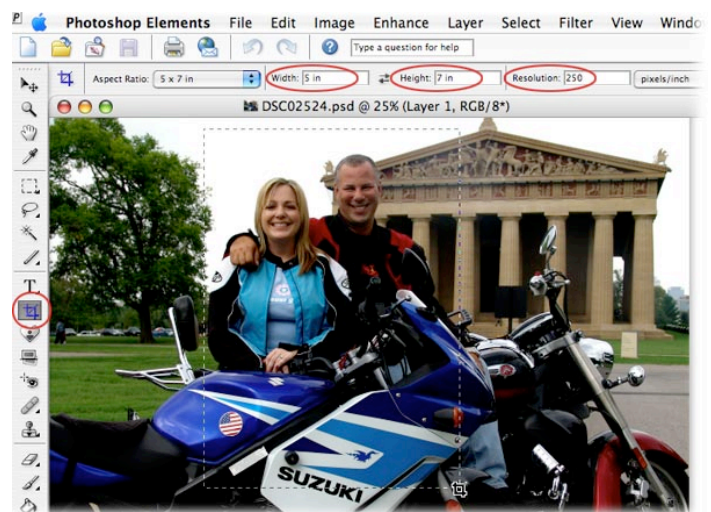 Photoshop Elements File Edit Image Enhance Layer Select Filter View Windo
Type a question for help
Aspect Ratio: 5 x 7 in Width: 5 in Height: 7 in Resolution: 250 pixels/inch
DSC02524.psd @ 25% (Layer 1, RGB/8*)
T
SUZUKI